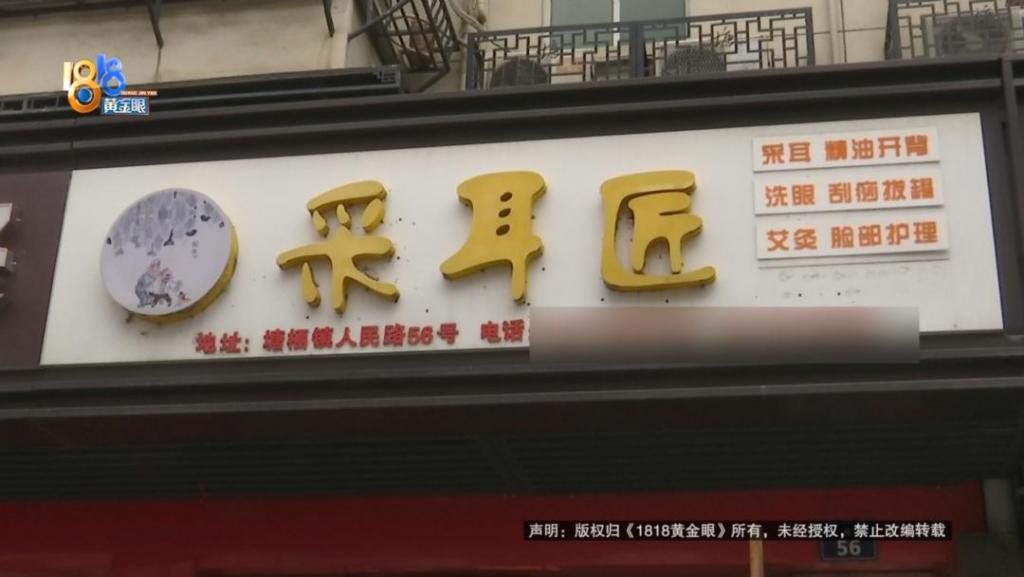 1818
黄金眼
采耳匠
采耳 精油开背
洗眼 刮痧拔罐
艾灸 脸部护理
地址：塘栖镇人民路56号 电话
声明：版权归《1818黄金眼》所有，未经授权，禁止改编转载
56